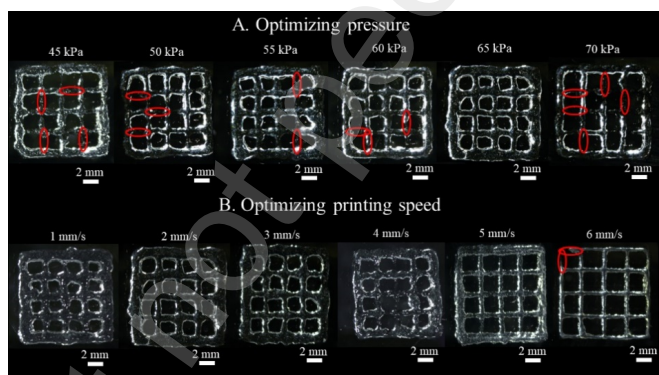 A. Optimizing pressure
45 kPa 50 kPa 55 kPa 60 kPa 65 kPa 70 kPa
2 mm 2 mm 2 mm 2 mm 2 mm 2 mm
B. Optimizing printing speed
1 mm/s 2 mm/s 3 mm/s 4 mm/s 5 mm/s 6 mm/s
2 mm 2 mm 2 mm 2 mm 2 mm 2 mm